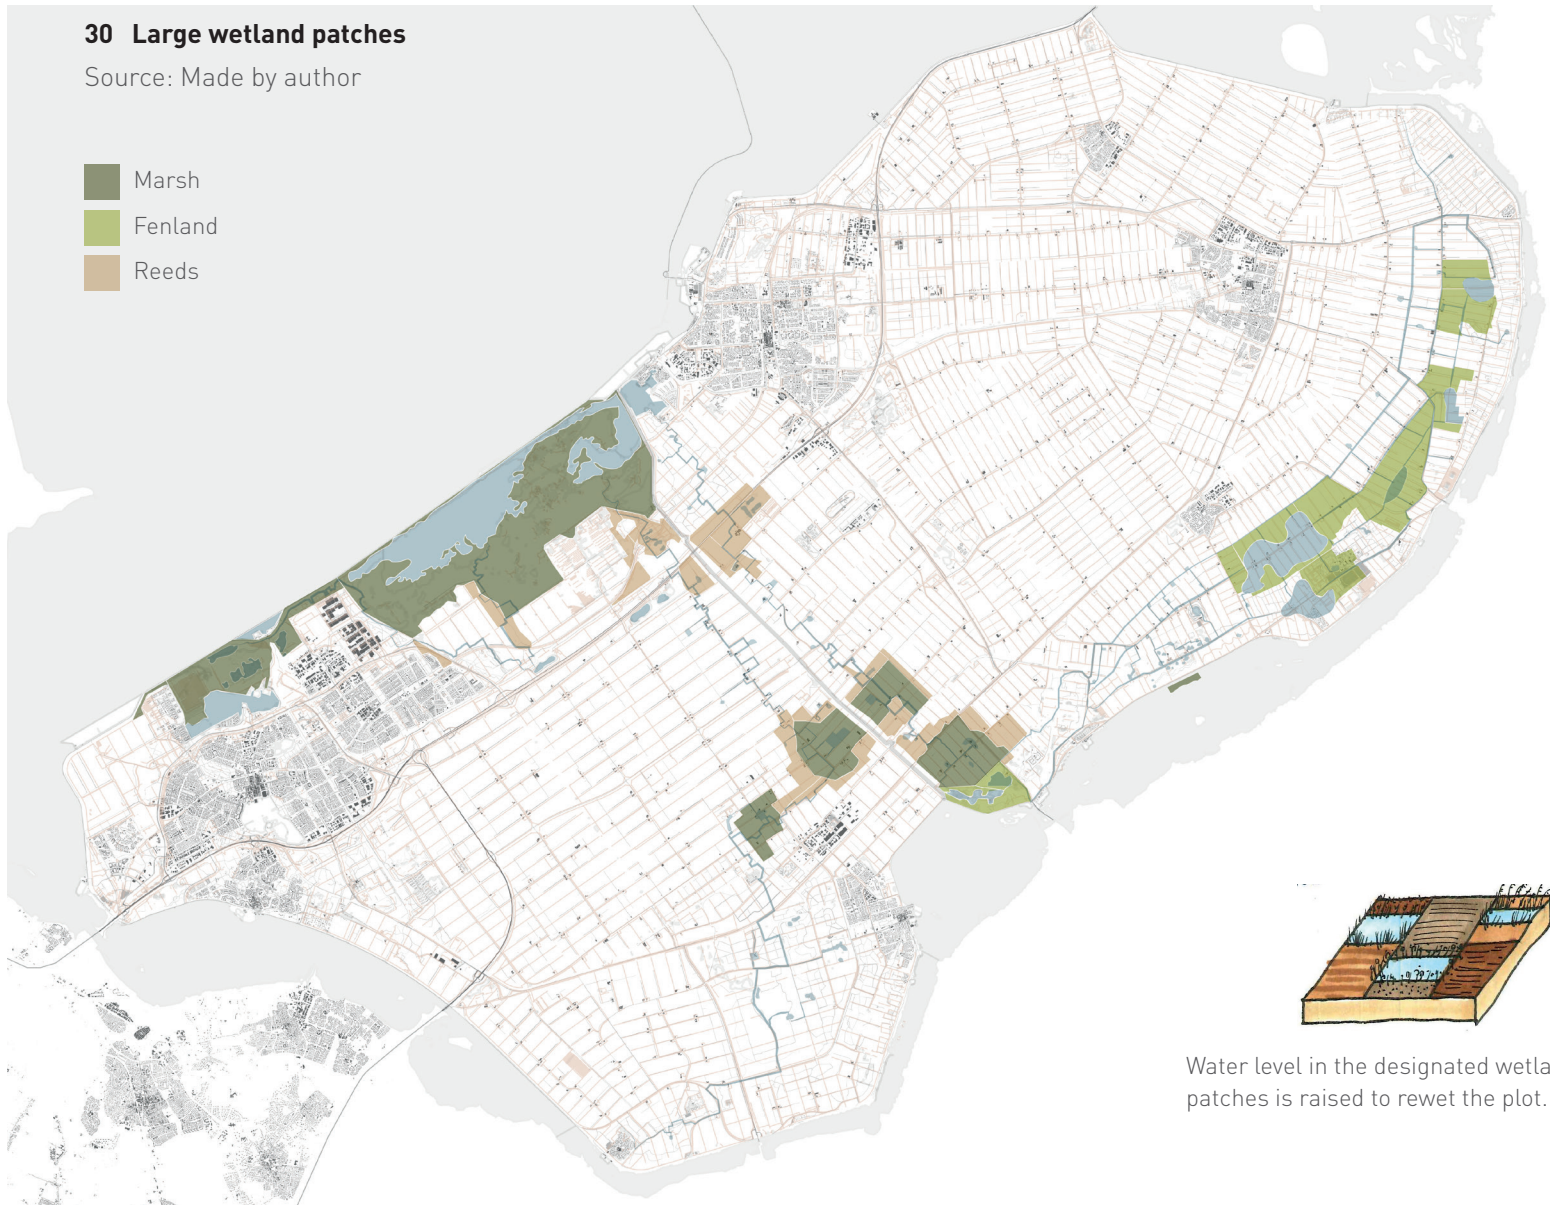 30 Large wetland patches
Source: Made by author
Marsh
Fenland
Reeds
Water level in the designated wetla
patches is raised to rewet the plot.